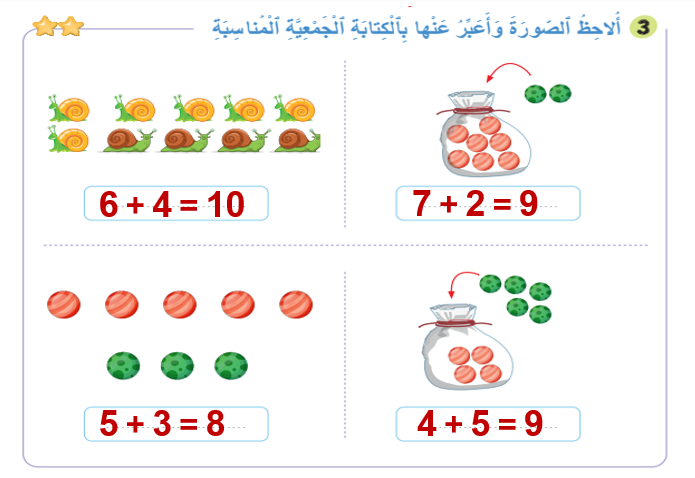 3 أُلاحِظُ ٱلصّورَةَ وَأُعَبِّرُ عَنْها بِٱلْكِتابَةِ ٱلْجَمْعِيَّةِ ٱلْمُناسِبَةِ
7 + 2 = 9
6 + 4 = 10
4 + 5 = 9
5 + 3 = 8